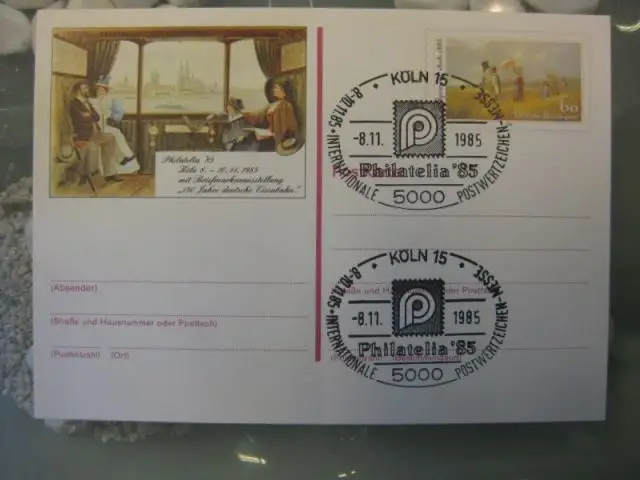 Philatelia '85
Köln 8. – 10.11.1985
mit Briefmarkenausstellung
„150 Jahre deutsche Eisenbahn."
(Absender)
(Straße und Hausnummer oder Postfach)
(Postleitzahl) (Ort)
60
KÖLN 15
8.-10.11.85 • INTERNATIONALE POSTWERTZEICHEN-MESSE
-8.11. 1985
Philatelia '85
5000
KÖLN 15
8.-10.11.85 • INTERNATIONALE POSTWERTZEICHEN-MESSE
-8.11. 1985
Philatelia '85
5000